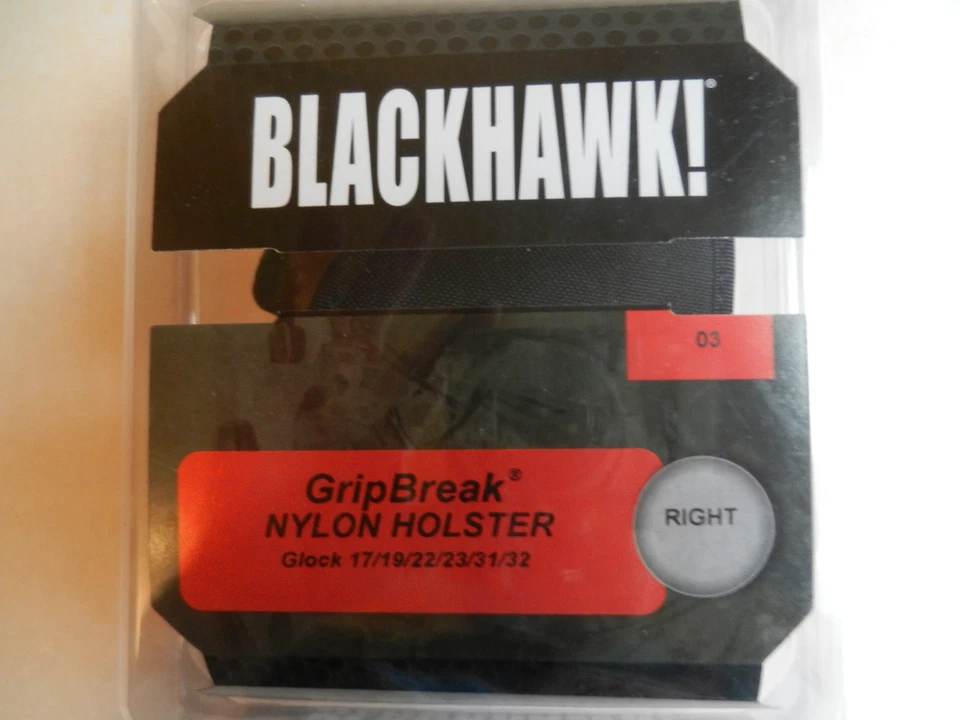 BLACKHAWK!®
03
GripBreak®
NYLON HOLSTER
Glock 17/19/22/23/31/32
RIGHT